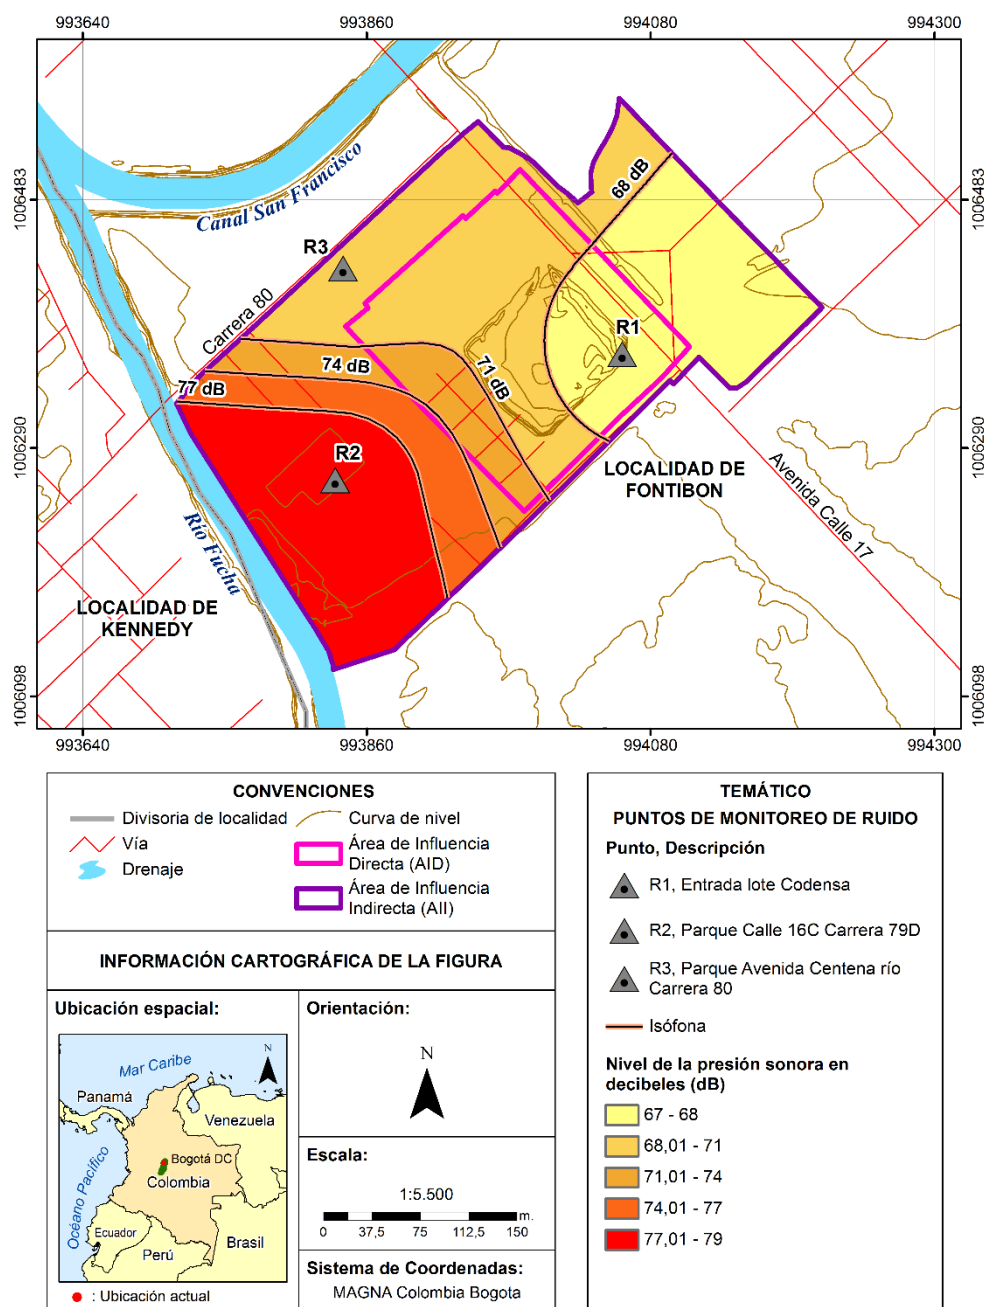 993640
993860
994080
994300
1006483
1006483
68 dB
Canal San Francisco
R3
Carrera 80
R1
74 dB
71 dB
77 dB
1006290
1006290
R2
LOCALIDAD DE
FONTIBON
Avenida Calle 17
Río Fucha
LOCALIDAD DE
KENNEDY
1006098
1006098
993640
993860
994080
994300
CONVENCIONES
Divisoria de localidad
Vía
Drenaje
Curva de nivel
Área de Influencia
Directa (AID)
Área de Influencia
Indirecta (AII)
INFORMACIÓN CARTOGRÁFICA DE LA FIGURA
Ubicación espacial:
N
Mar Caribe
Panamá
Venezuela
Océano Pacífico
Bogotá DC
Colombia
Ecuador
Perú
Brasil
: Ubicación actual
Orientación:
N
Escala:
1:5.500
m.
0 37,5 75 112,5 150
Sistema de Coordenadas:
MAGNA Colombia Bogota
TEMÁTICO
PUNTOS DE MONITOREO DE RUIDO
Punto, Descripción
R1, Entrada lote Codensa
R2, Parque Calle 16C Carrera 79D
R3, Parque Avenida Centena río
Carrera 80
Isófona
Nivel de la presión sonora en
decibeles (dB)
67 - 68
68,01 - 71
71,01 - 74
74,01 - 77
77,01 - 79